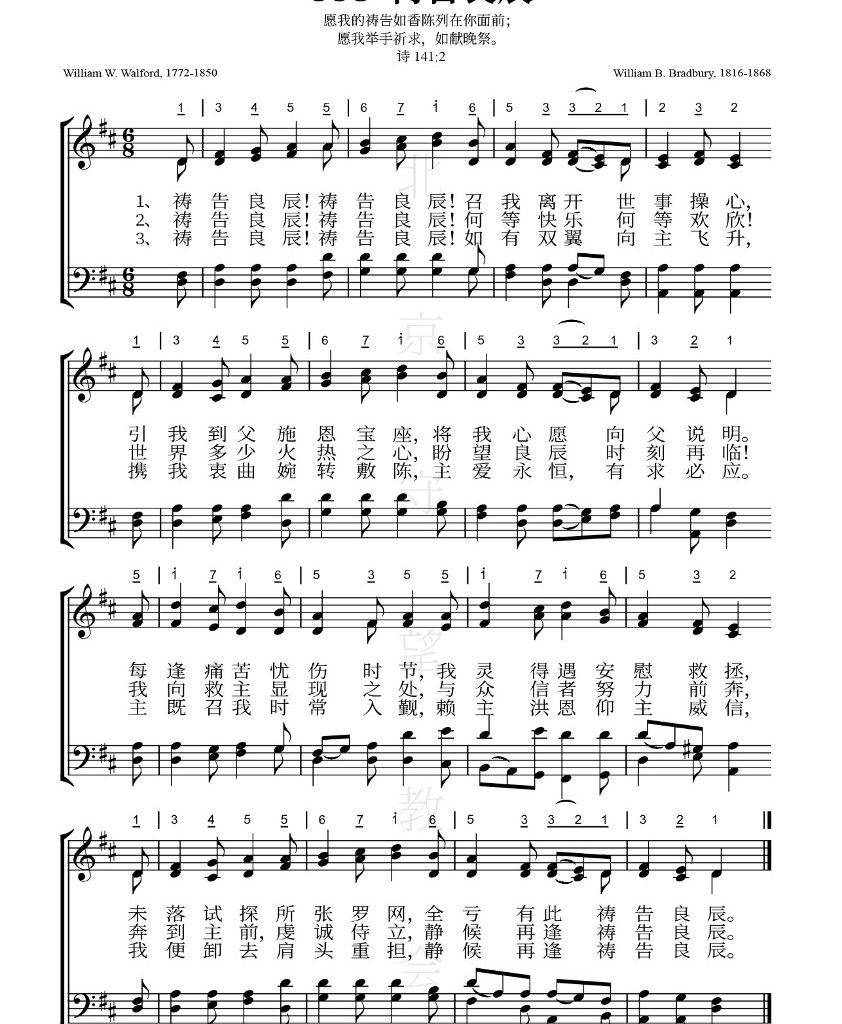 愿我的祷告如香陈列在你面前；
愿我举手祈求，如献晚祭。
诗 141:2
William W. Walford, 1772-1850
William B. Bradbury, 1816-1868
1 3 4 5 5 6 7 1 6 5 3 3 2 1 2 3 2
1、祷告良辰！祷告良辰！召我离开世事操心，
2、祷告良辰！祷告良辰！何等快乐何等欢欣！
3、祷告良辰！祷告良辰！如有双翼向主飞升，
1 3 4 5 5 6 7 1 6 5 3 3 2 1 3 2 1
引我到父施恩宝座，将我心愿向父说明。
世界多少火热之心，盼望良辰时刻再临！
携我衷曲婉转敷陈，主爱永恒，有求必应。
5 1 7 1 6 5 3 5 5 1 7 1 6 5 3 2
每逢痛苦忧伤时节，我灵得遇安慰救拯，
我向救主显现之处，与众信者努力前奔，
主既召我时常入觐，赖主洪恩仰主威信，
1 3 4 5 5 6 7 1 6 5 3 3 2 1 3 2 1
未落试探所张罗网，全亏有此祷告良辰。
奔到主前，虔诚侍立，静候再逢祷告良辰。
我便卸去肩头重担，静候再逢祷告良辰。
北京守望教会